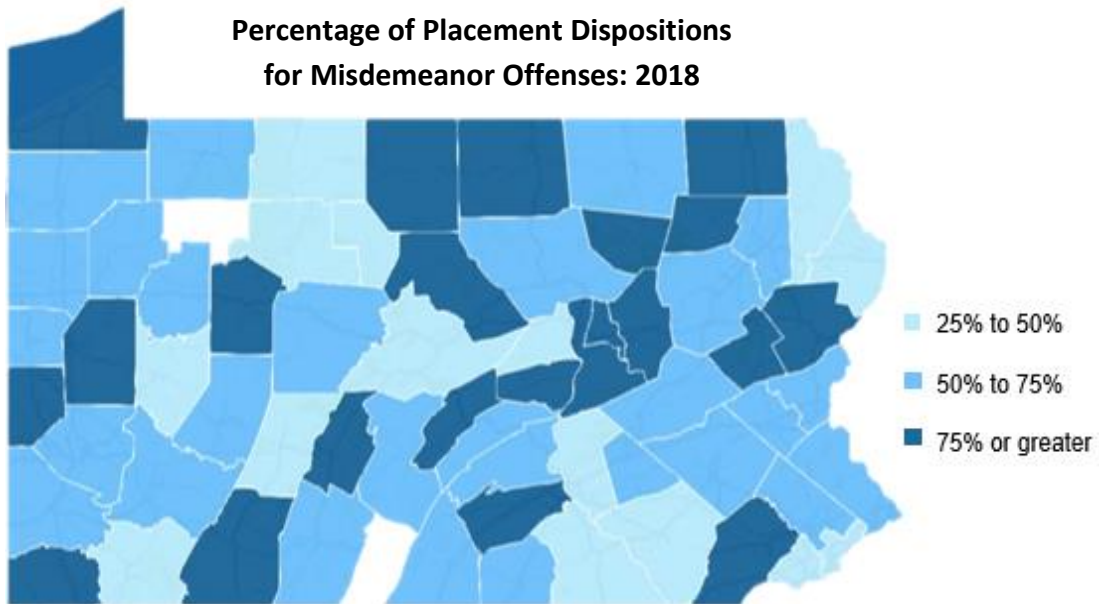 Percentage of Placement Dispositions
for Misdemeanor Offenses: 2018
25% to 50%
50% to 75%
75% or greater